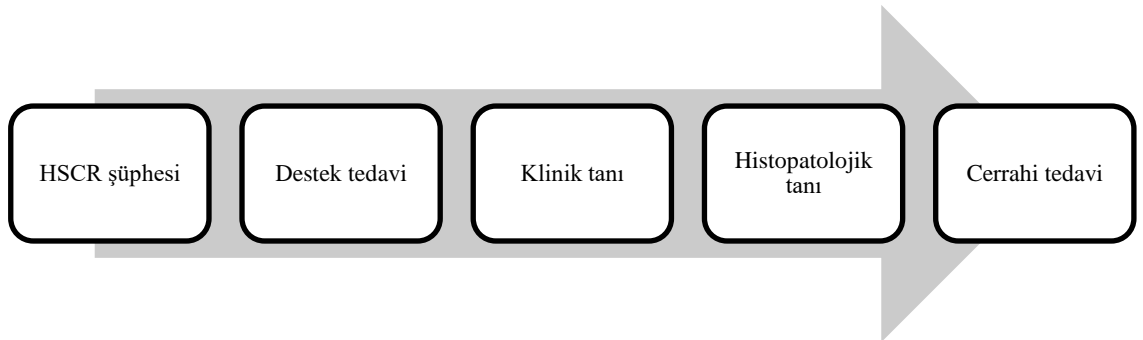 HSCR şüphesi
Destek tedavi
Klinik tanı
Histopatolojik
tanı
Cerrahi tedavi